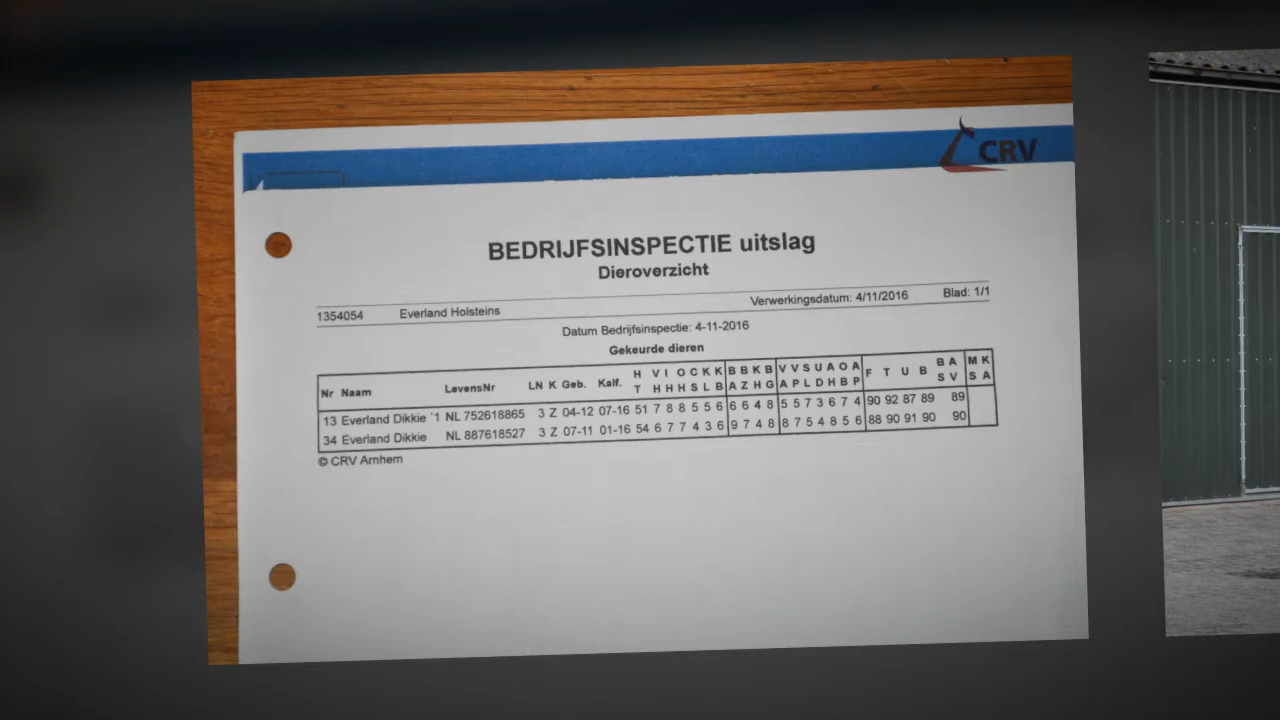 CRV
BEDRIJFSINSPECTIE uitslag
Dieroverzicht
1354054 Everland Holsteins Verwerkingsdatum: 4/11/2016 Blad: 1/1
Datum Bedrijfsinspectie: 4-11-2016
Gekeurde dieren
H V I O C K K B B K B V V S U A O A B A M K
Nr Naam LevensNr LN K Geb. Kalf. T H H H S L B A Z H G A P L D H B P F T U B S V S A
13 Everland Dikkie ´1 NL 752618865 3 Z 04-12 07-16 51 7 8 8 5 5 6 6 6 4 8 5 5 7 3 6 7 4 90 92 87 89 89
34 Everland Dikkie NL 887618527 3 Z 07-11 01-16 54 6 7 7 4 3 6 9 7 4 8 8 7 5 4 8 5 6 88 90 91 90 90
© CRV Arnhem